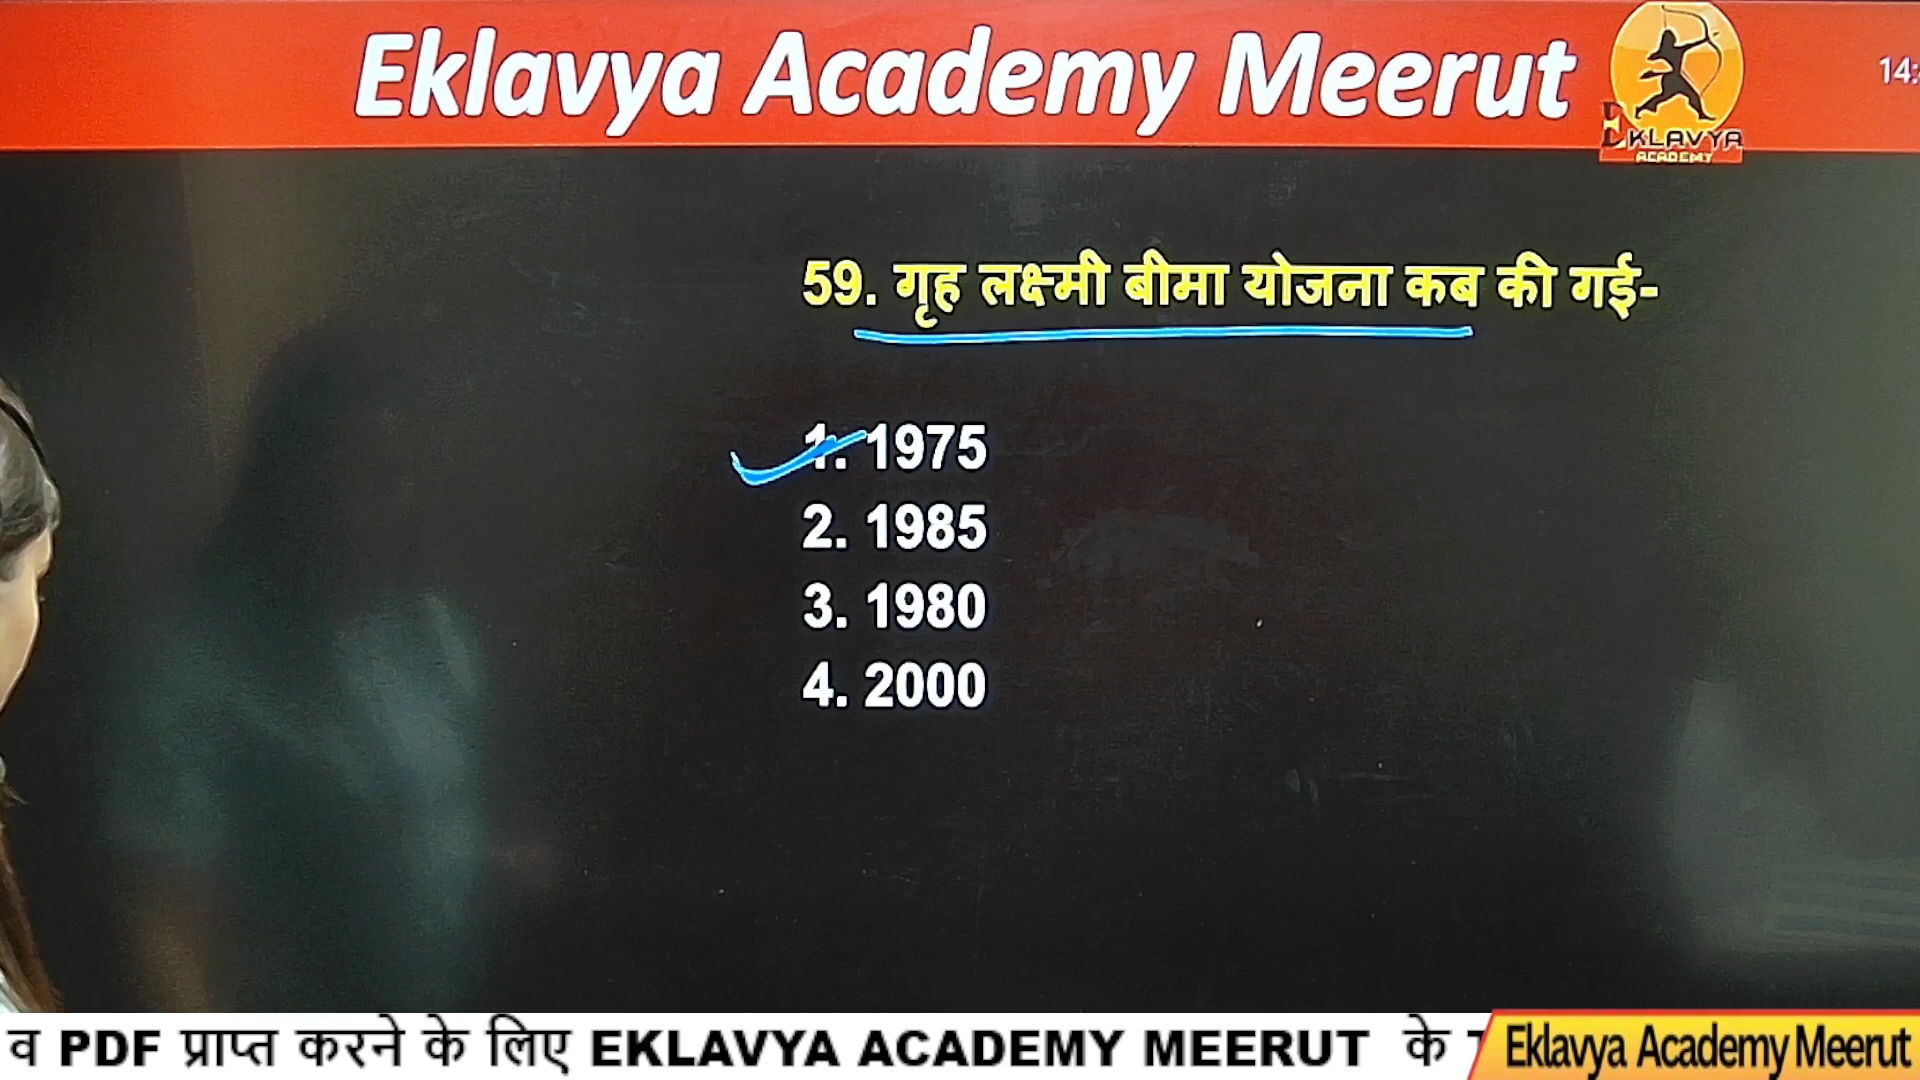 Eklavya Academy Meerut
EKLAVYA
ACADEMY
14:
59. गृह लक्ष्मी बीमा योजना कब की गई-
1. 1975
2. 1985
3. 1980
4. 2000
व PDF प्राप्त करने के लिए EKLAVYA ACADEMY MEERUT के
Eklavya Academy Meerut